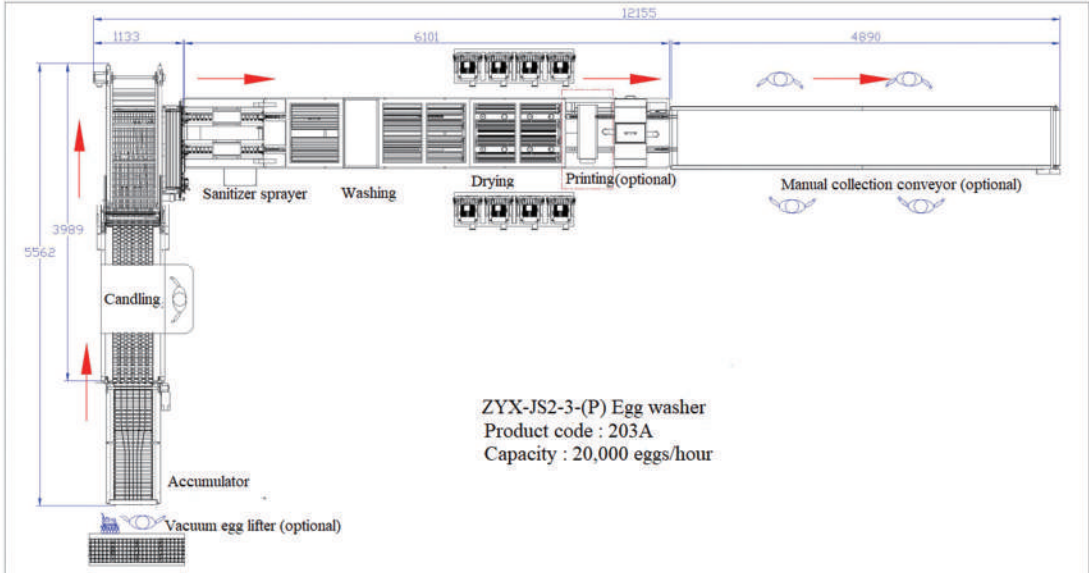 12155
1133
6101
4890
Sanitizer sprayer
Washing
Drying
Printing(optional)
Manual collection conveyor (optional)
3989
5562
Candling
ZYX-JS2-3-(P) Egg washer
Product code : 203A
Capacity : 20,000 eggs/hour
Accumulator
Vacuum egg lifter (optional)